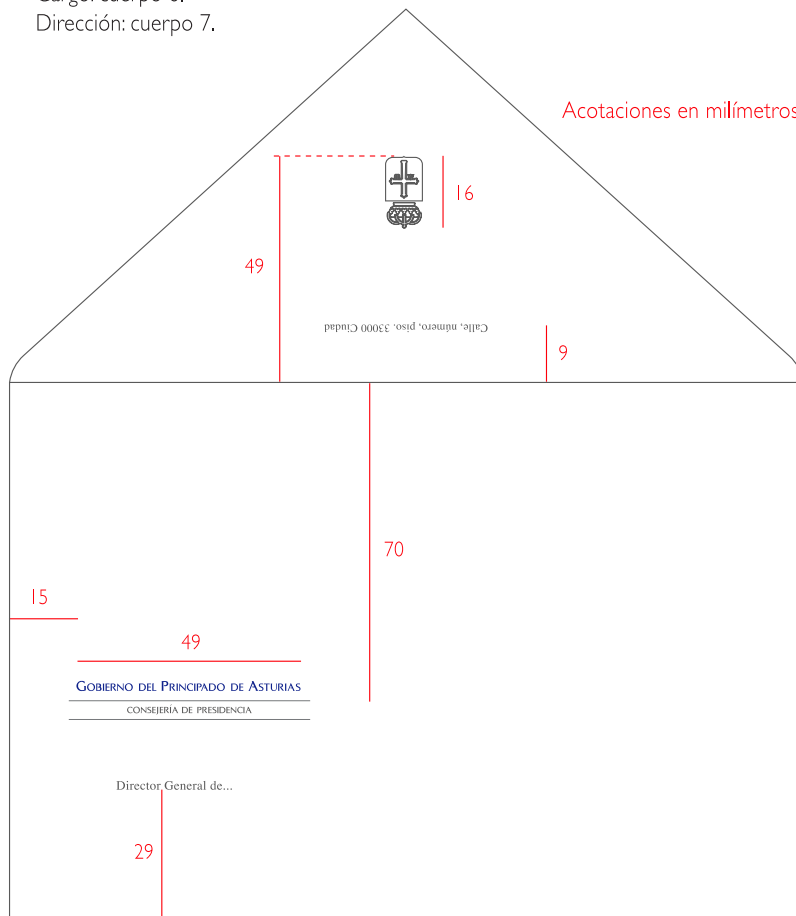 Dirección: cuerpo 7.
Acotaciones en milímetros
16
49
Calle, número, piso. 33000 Ciudad
9
70
15
49
GOBIERNO DEL PRINCIPADO DE ASTURIAS
CONSEJERÍA DE PRESIDENCIA
Director General de...
29